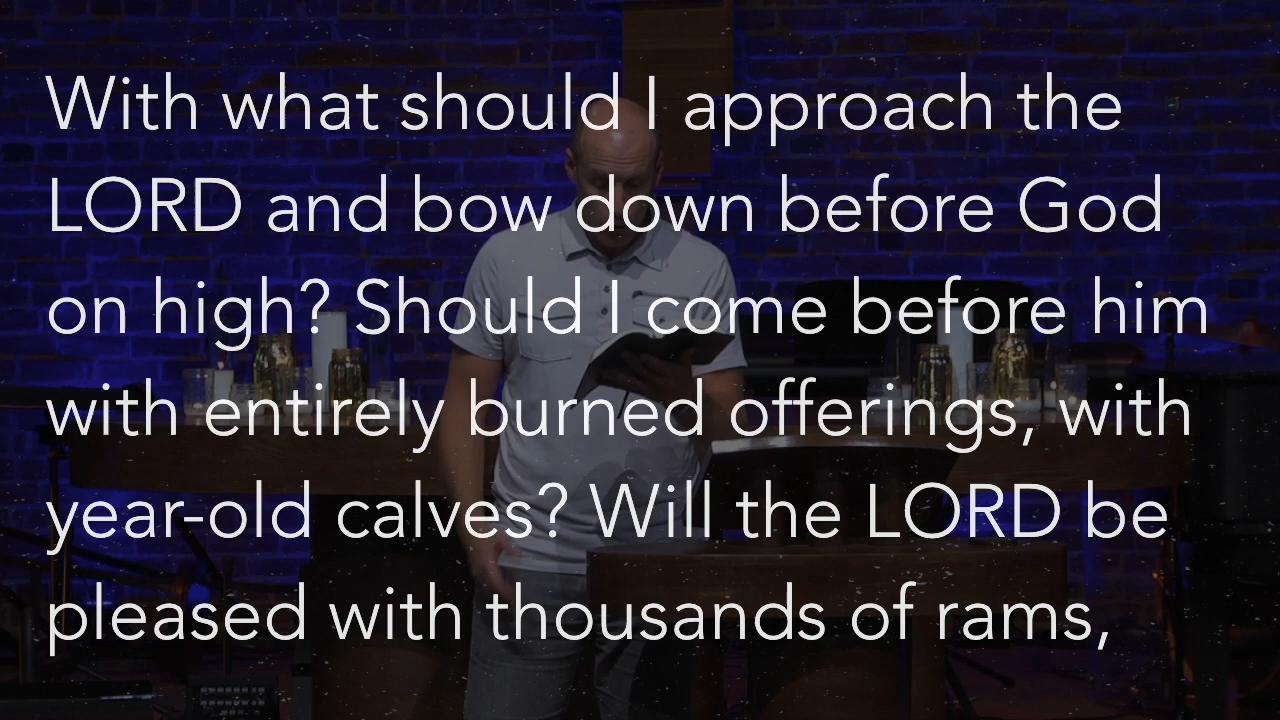 With what should I approach the
LORD and bow down before God
on high? Should I come before him
with entirely burned offerings, with
year-old calves? Will the LORD be
pleased with thousands of rams,